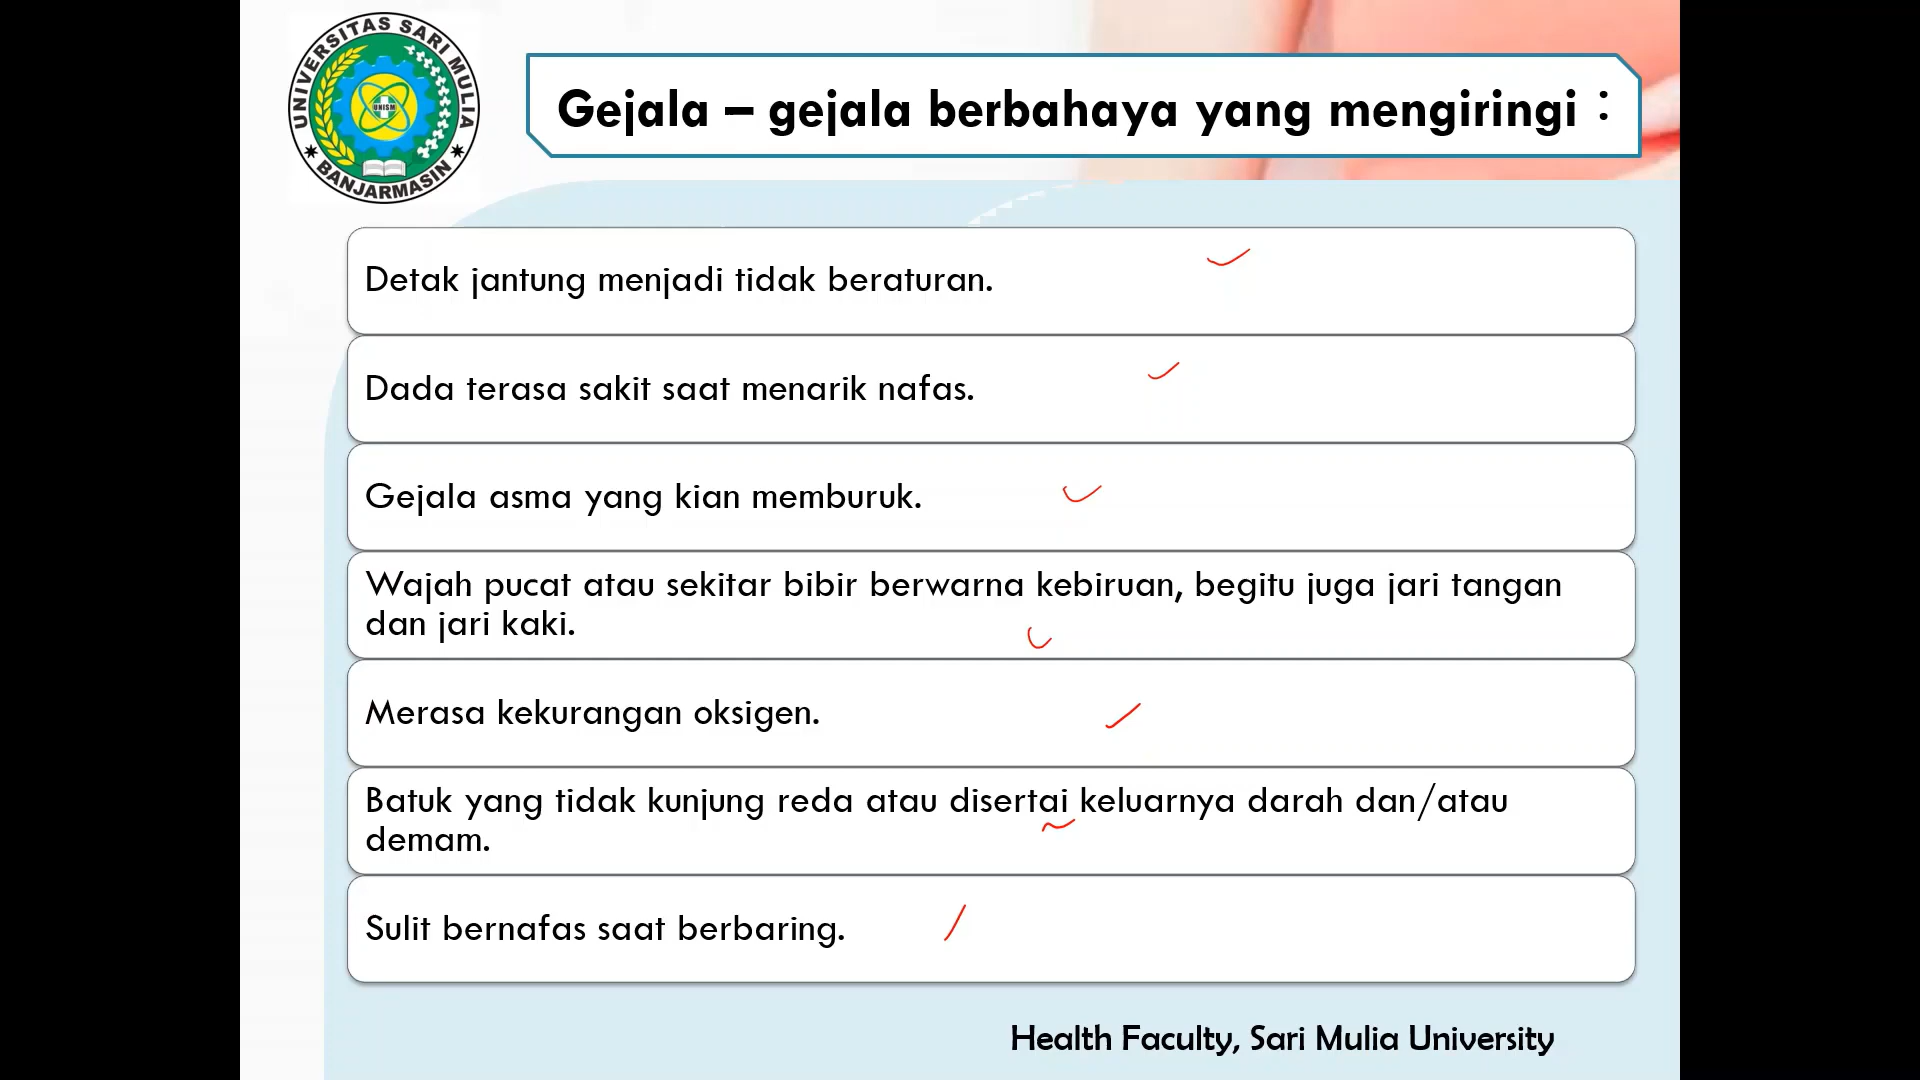 UNIVERSITAS SARI MULIA
UNISM
BANJARMASIN
Gejala – gejala berbahaya yang mengiringi :
Detak jantung menjadi tidak beraturan.
Dada terasa sakit saat menarik nafas.
Gejala asma yang kian memburuk.
Wajah pucat atau sekitar bibir berwarna kebiruan, begitu juga jari tangan
dan jari kaki.
Merasa kekurangan oksigen.
Batuk yang tidak kunjung reda atau disertai keluarnya darah dan/atau
demam.
Sulit bernafas saat berbaring.
Health Faculty, Sari Mulia University